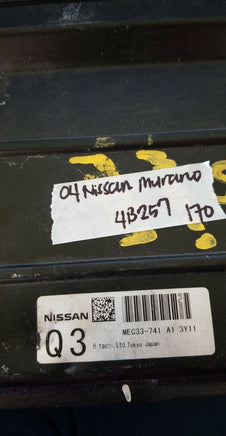 04 Nissan murano
4B257 170
NISSAN
MEC33-741 A1 3Y11
Q3
Hitachi,Ltd.Tokyo Japan